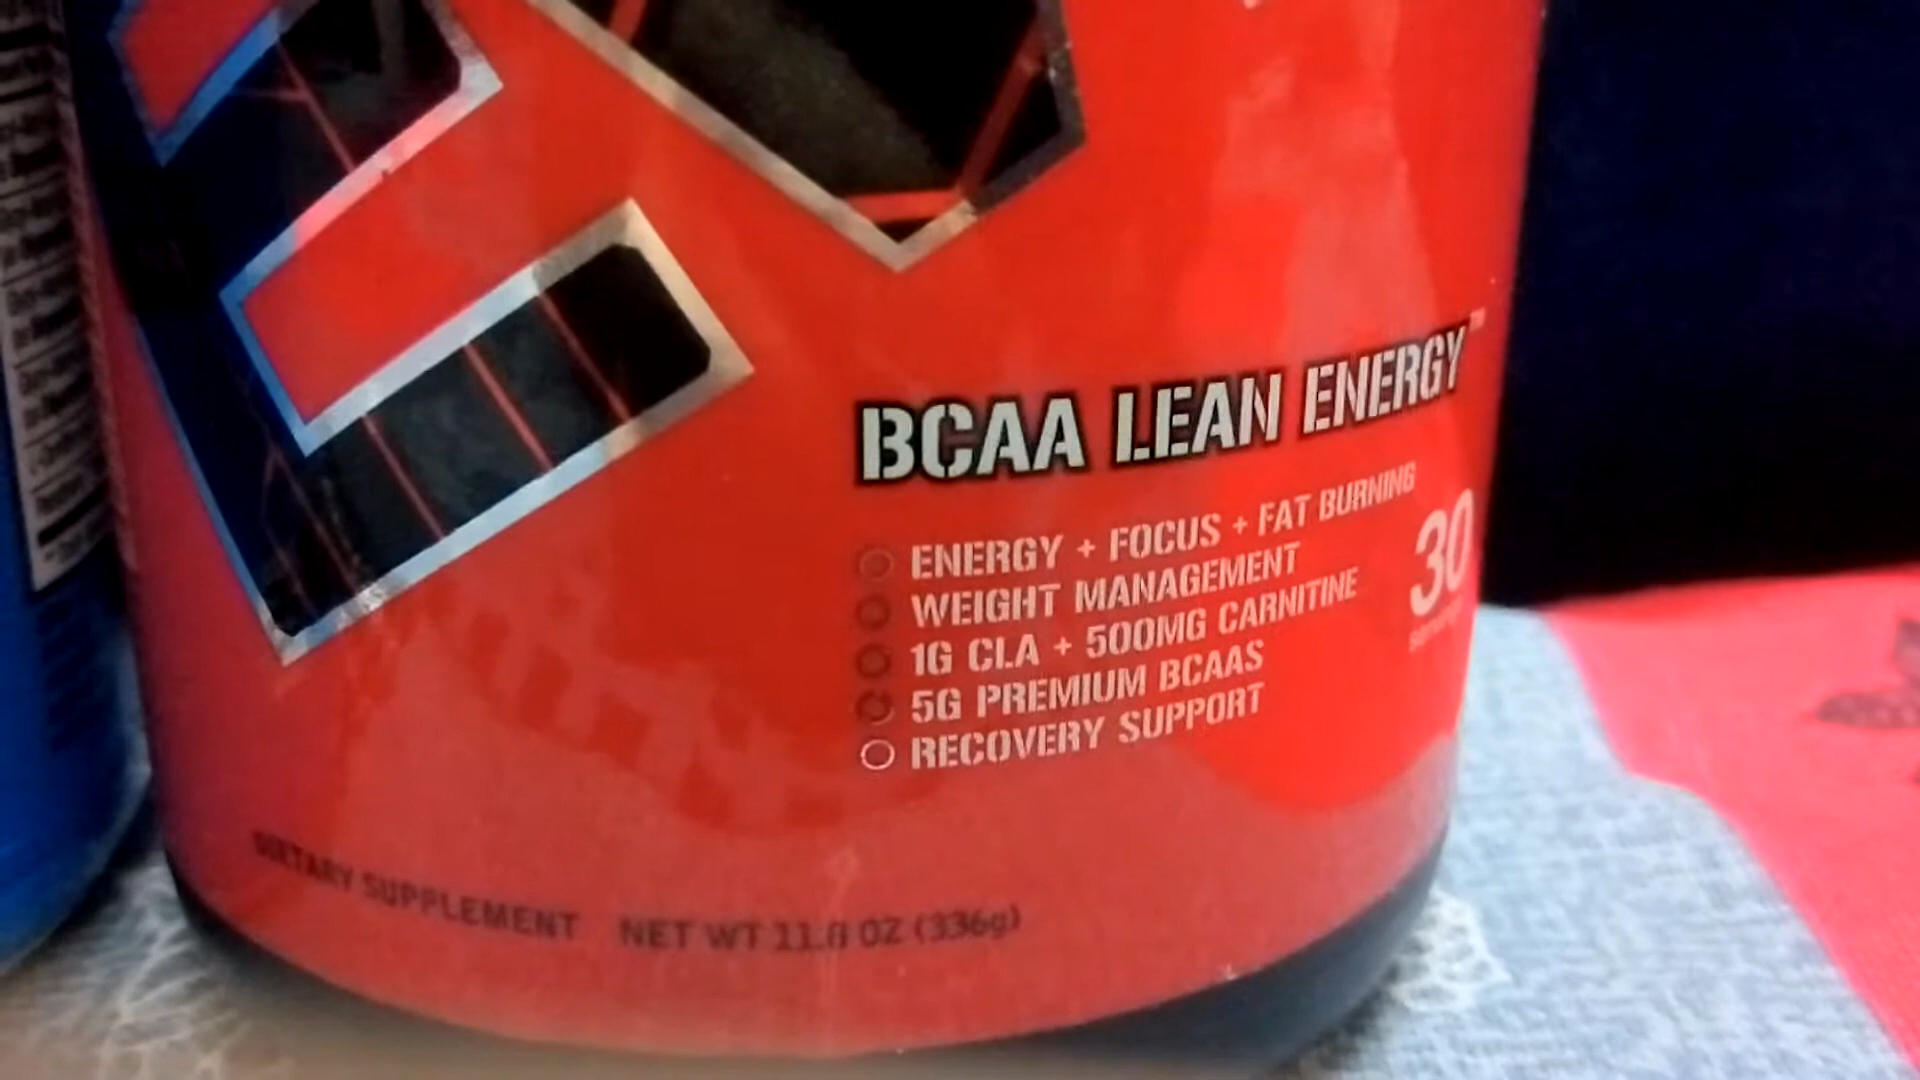 BCAA LEAN ENERGY™
ENERGY + FOCUS + FAT BURNING
WEIGHT MANAGEMENT
1G CLA + 500MG CARNITINE
5G PREMIUM BCAAS
RECOVERY SUPPORT
30
DIETARY SUPPLEMENT NET WT 11.8 OZ (336g)